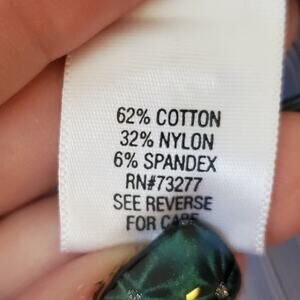 62% COTTON
32% NYLON
6% SPANDEX
RN#73277
SEE REVERSE
FOR CARE